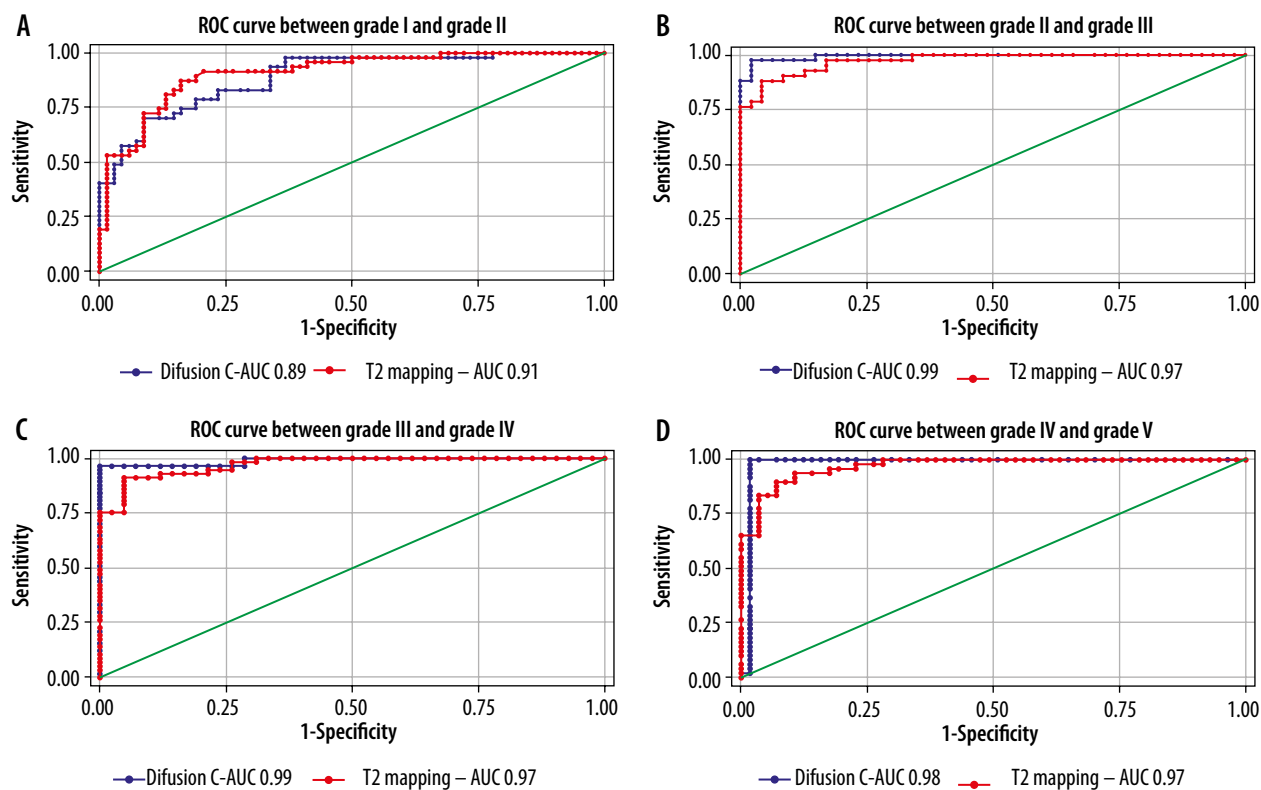 A
ROC curve between grade I and grade II
1.00
0.75
0.50
0.25
0.00
Sensitivity
0.00 0.25 0.50 0.75 1.00
1-Specificity
Difusion C-AUC 0.89 T2 mapping – AUC 0.91
B
ROC curve between grade II and grade III
1.00
0.75
0.50
0.25
0.00
Sensitivity
0.00 0.25 0.50 0.75 1.00
1-Specificity
Difusion C-AUC 0.99 T2 mapping – AUC 0.97
C
ROC curve between grade III and grade IV
1.00
0.75
0.50
0.25
0.00
Sensitivity
0.00 0.25 0.50 0.75 1.00
1-Specificity
Difusion C-AUC 0.99 T2 mapping – AUC 0.97
D
ROC curve between grade IV and grade V
1.00
0.75
0.50
0.25
0.00
Sensitivity
0.00 0.25 0.50 0.75 1.00
1-Specificity
Difusion C-AUC 0.98 T2 mapping – AUC 0.97